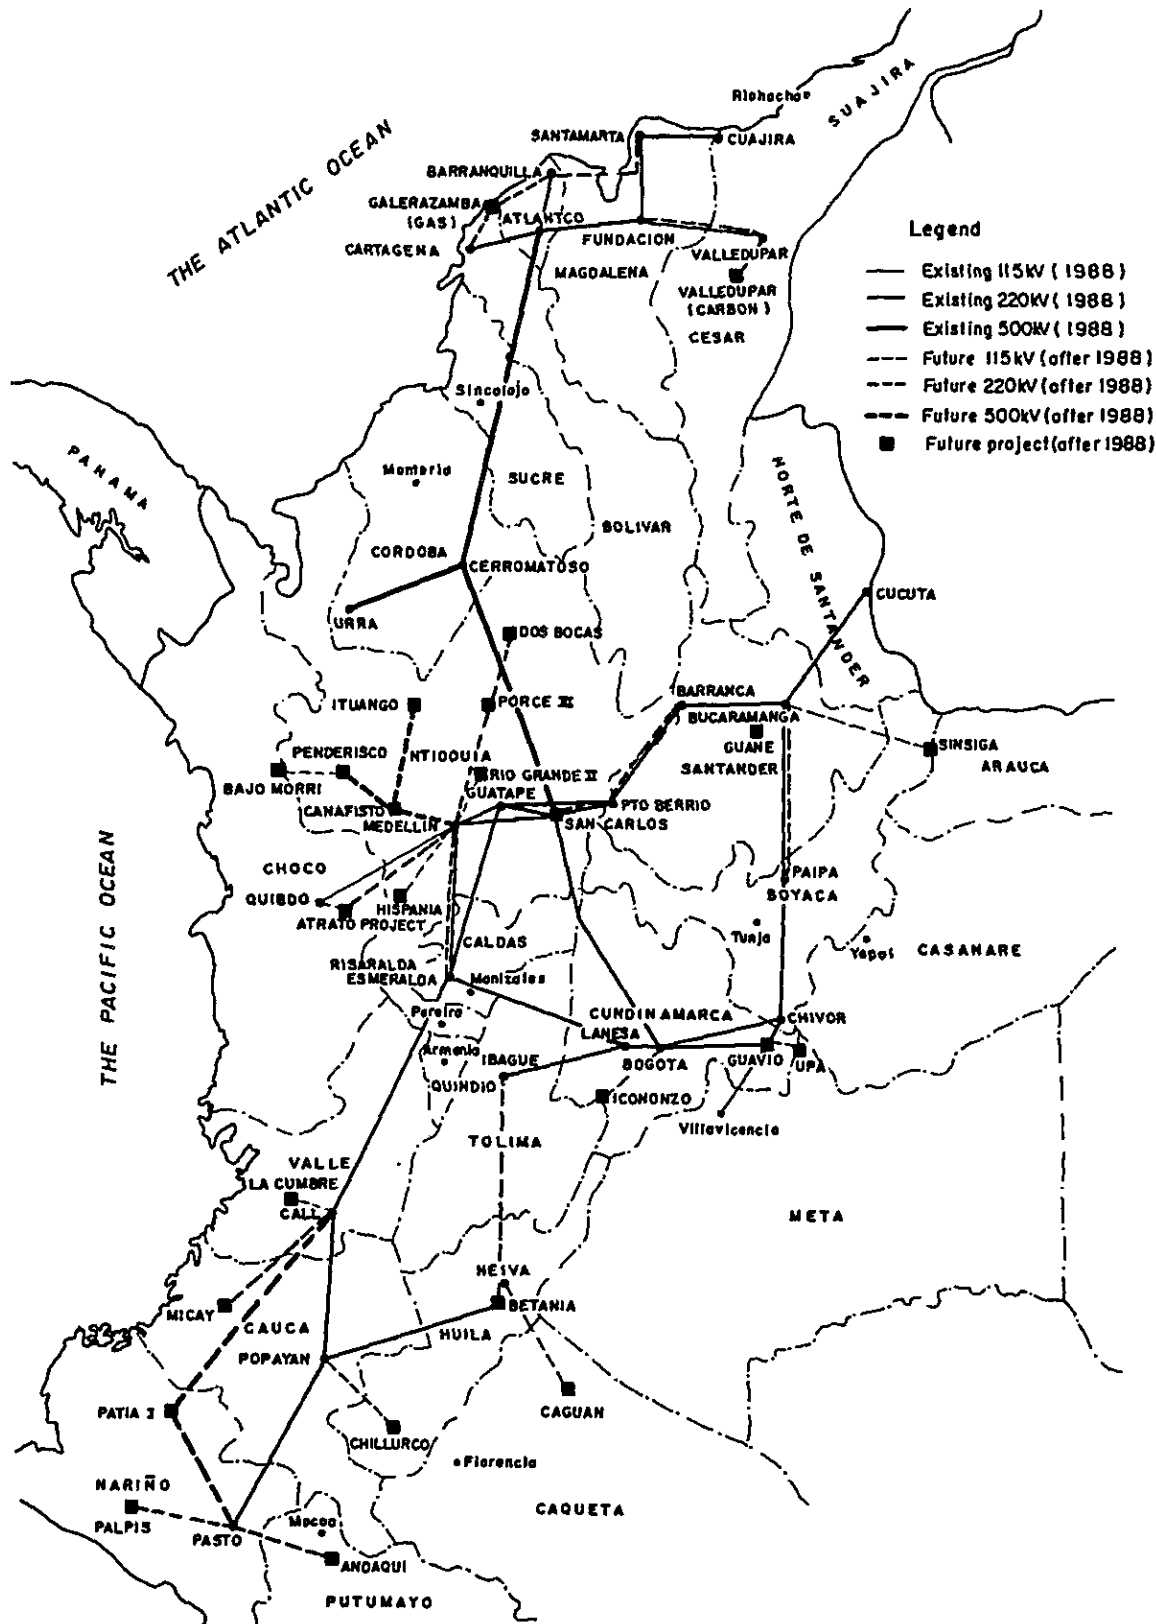 Riohacha
SUAJIRA
SANTAMARTA
CUAJIRA
THE ATLANTIC OCEAN
BARRANQUILLA
GALERAZAMBA
(GAS)
ATLANTCO
CARTAGENA
FUNDACION
MAGDALENA
VALLEDUPAR
VALLEDUPAR
(CARBON)
CESAR
Legend
Existing 115kV (1988)
Existing 220kV (1988)
Existing 500kV (1988)
Future 115kV (after 1988)
Future 220kV (after 1988)
Future 500kV (after 1988)
Future project (after 1988)
Sincolojo
PANAMA
Monteria
SUCRE
BOLIVAR
NORTE DE SANTANDER
CORDOBA
CERROMATOSO
CUCUTA
URRA
DOS BOCAS
ITUANGO
PORCE III
BARRANCA
BUCARAMANGA
GUANE
SANTANDER
SINSIGA
ARAUCA
PENDERISCO
NTIOQUIA
BAJO MORRI
RIO GRANDE II
GUATAPE
CANAFISTO
MEDELLIN
PTO BERRIO
SAN CARLOS
THE PACIFIC OCEAN
CHOCO
QUIBDO
HISPANIA
ATRATO PROJECT
PAIPA
BOYACA
CALDAS
Tunja
Yopal
CASANARE
RISARALDA
ESMERALDA
Manizales
Pereira
CUNDINAMARCA
CHIVOR
LANESA
Armenia
IBAGUE
BOGOTA
GUAVIO
UPA
QUINDIO
ICONONZO
Villavicencia
TOLIMA
VALLE
LA CUMBRE
CALI
META
NEIVA
BETANIA
MICAY
CAUCA
HUILA
POPAYAN
PATIA I
CAGUAN
CHILLURCO
Florencia
NARIÑO
CAQUETA
PALPIS
PASTO
Mocoa
ANDAQUI
PUTUMAYO